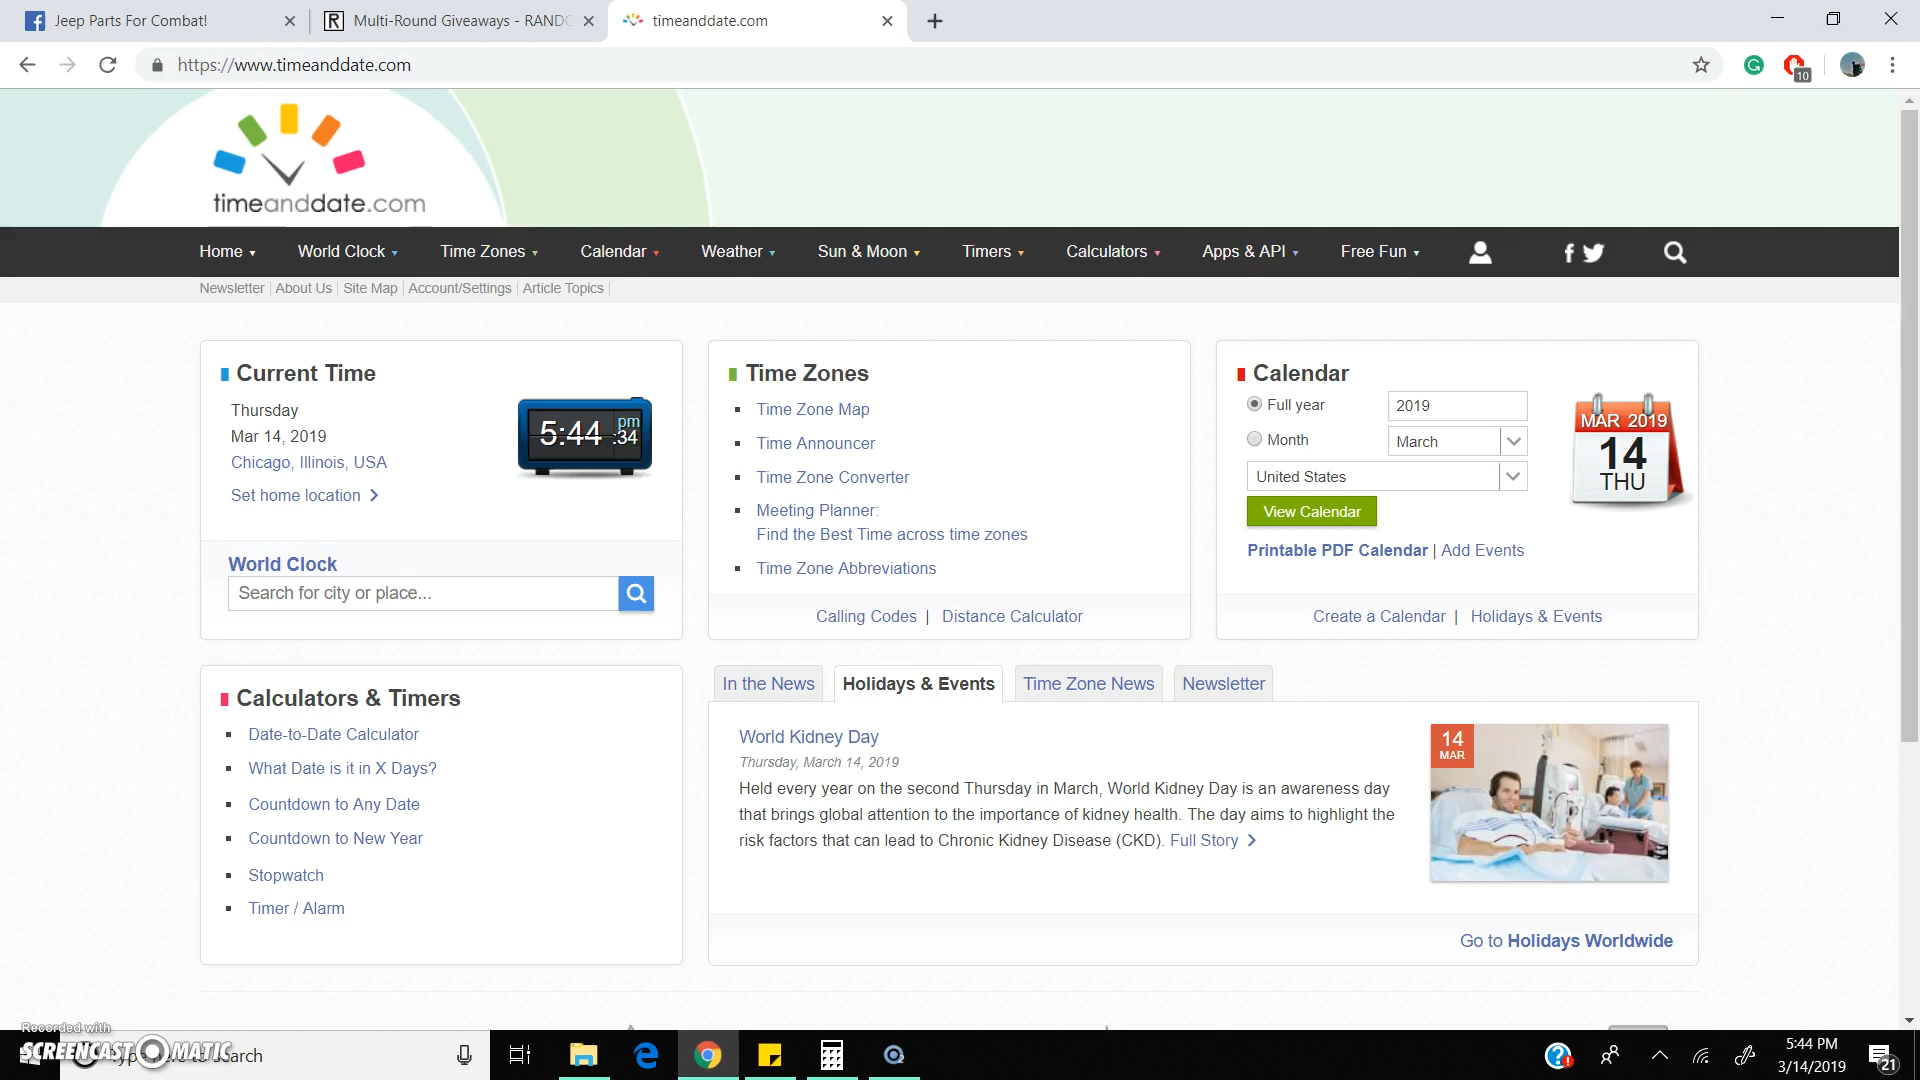 Jeep Parts For Combat!
Multi-Round Giveaways - RANDO
timeanddate.com
https://www.timeanddate.com
10
timeanddate.com
Home World Clock Time Zones Calendar Weather Sun & Moon Timers Calculators Apps & API Free Fun
Newsletter | About Us | Site Map | Account/Settings | Article Topics |
Current Time
Thursday
Mar 14, 2019
Chicago, Illinois, USA
Set home location
5:44 :34 pm
World Clock
Search for city or place...
Time Zones
Time Zone Map
Time Announcer
Time Zone Converter
Meeting Planner:
Find the Best Time across time zones
Time Zone Abbreviations
Calling Codes | Distance Calculator
Calendar
Full year 2019
Month March
United States
View Calendar
MAR 2019
14
THU
Printable PDF Calendar | Add Events
Create a Calendar | Holidays & Events
Calculators & Timers
Date-to-Date Calculator
What Date is it in X Days?
Countdown to Any Date
Countdown to New Year
Stopwatch
Timer / Alarm
In the News Holidays & Events Time Zone News Newsletter
World Kidney Day
Thursday, March 14, 2019
Held every year on the second Thursday in March, World Kidney Day is an awareness day
that brings global attention to the importance of kidney health. The day aims to highlight the
risk factors that can lead to Chronic Kidney Disease (CKD). Full Story
14
MAR
Go to Holidays Worldwide
Recorded with
SCREENCAST-O-MATIC
Type here to search
5:44 PM
3/14/2019
21